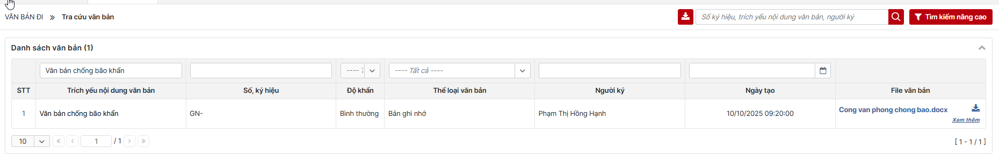 VĂN BẢN ĐI » Tra cứu văn bản
Số ký hiệu, trích yếu nội dung văn bản, người ký
Tìm kiếm nâng cao
Danh sách văn bản (1)
Văn bản chống bão khẩn ---- T ---- Tất cả ----
STT Trích yếu nội dung văn bản Số, ký hiệu Độ khẩn Thể loại văn bản Người ký Ngày tạo File văn bản
1 Văn bản chống bão khẩn GN- Bình thường Bản ghi nhớ Phạm Thị Hồng Hạnh 10/10/2025 09:20:00 Cong van phong chong bao.docx
Xem thêm
10 « ‹ 1 / 1 › » [ 1 - 1 / 1 ]